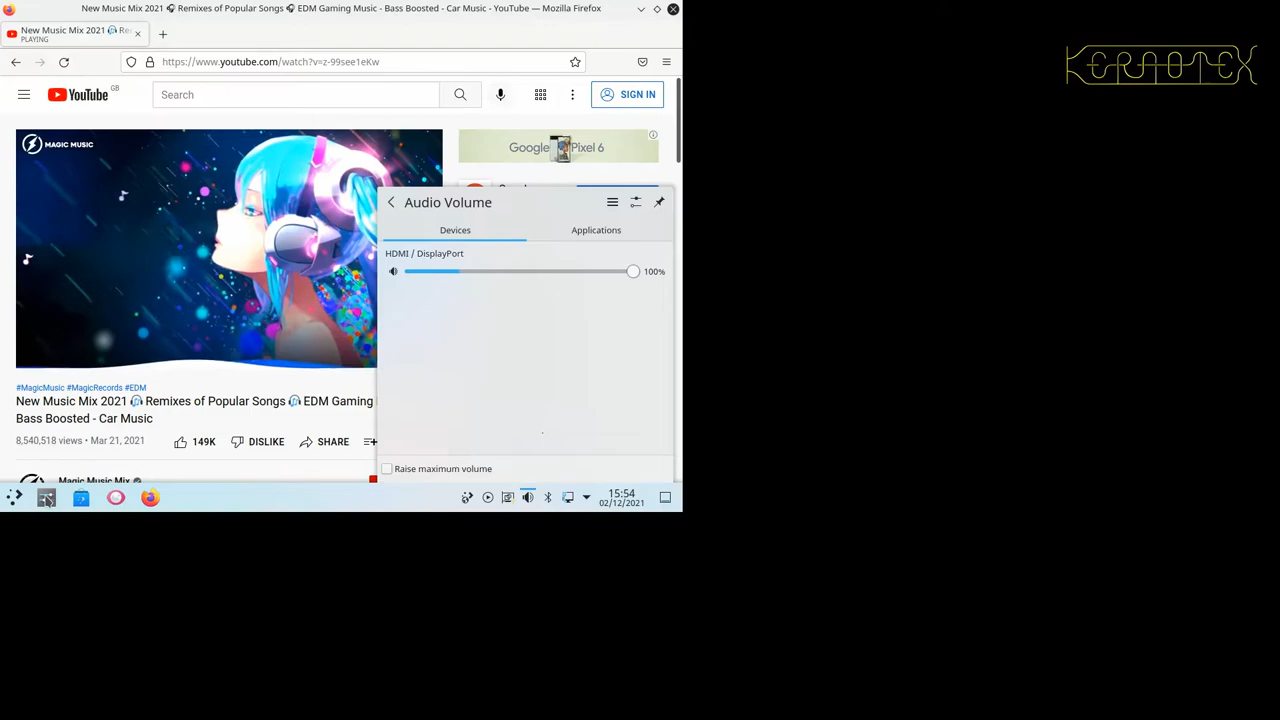 New Music Mix 2021 🎧 Remixes of Popular Songs 🎧 EDM Gaming Music - Bass Boosted - Car Music - YouTube — Mozilla Firefox
New Music Mix 2021 🎧 Re
PLAYING
https://www.youtube.com/watch?v=z-99see1eKw
YouTube GB
Search
SIGN IN
MAGIC MUSIC
Google Pixel 6
Audio Volume
Devices
Applications
HDMI / DisplayPort
100%
#MagicMusic #MagicRecords #EDM
New Music Mix 2021 🎧 Remixes of Popular Songs 🎧 EDM Gaming
Bass Boosted - Car Music
8,540,518 views • Mar 21, 2021
149K
DISLIKE
SHARE
Raise maximum volume
Magic Music Mix
15:54
02/12/2021
KERAOTEX